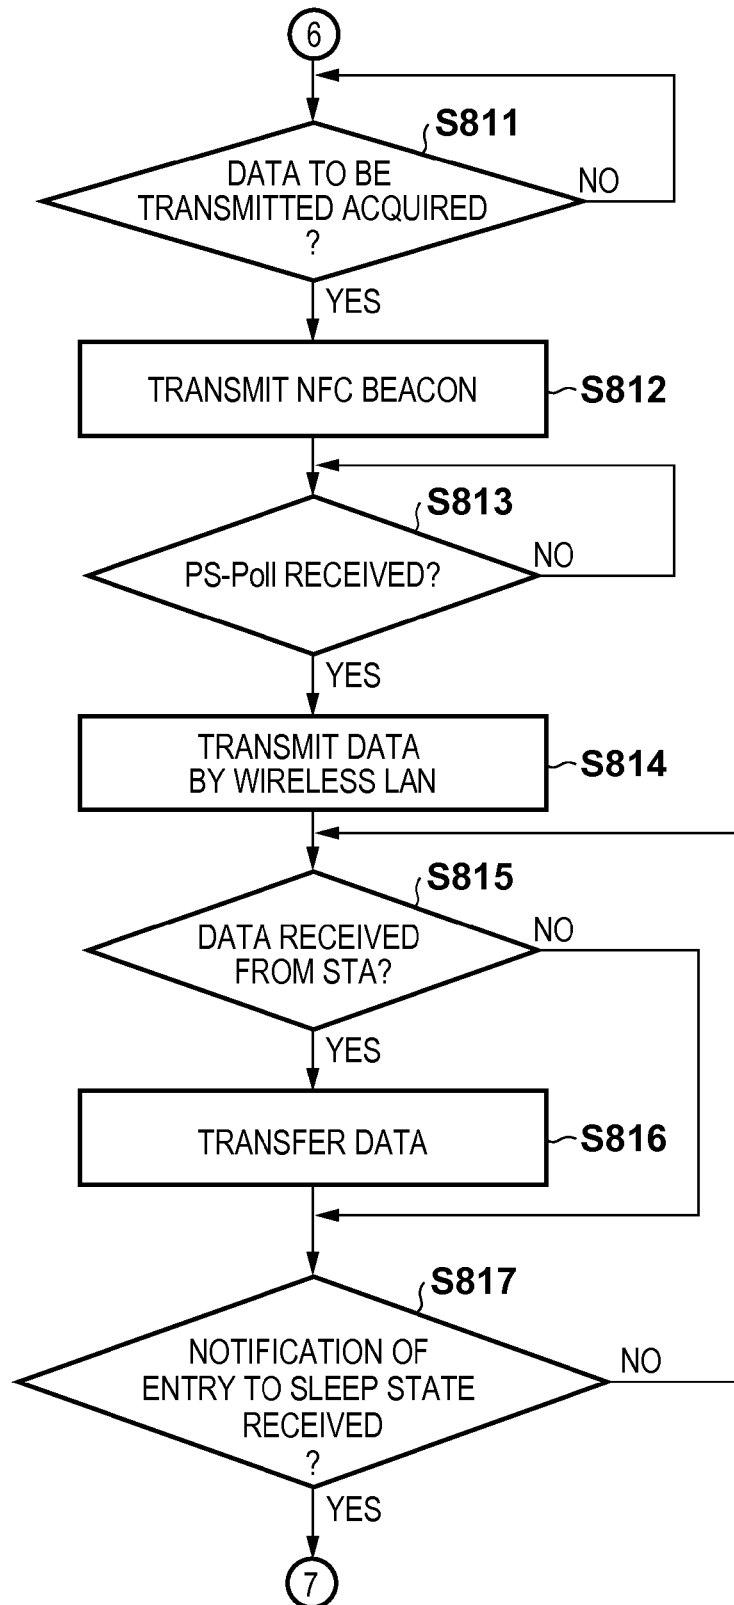 6
S811
DATA TO BE
TRANSMITTED ACQUIRED
?
NO
YES
TRANSMIT NFC BEACON
S812
S813
PS-Poll RECEIVED?
NO
YES
TRANSMIT DATA
BY WIRELESS LAN
S814
S815
DATA RECEIVED
FROM STA?
NO
YES
TRANSFER DATA
S816
S817
NOTIFICATION OF
ENTRY TO SLEEP STATE
RECEIVED
?
NO
YES
7